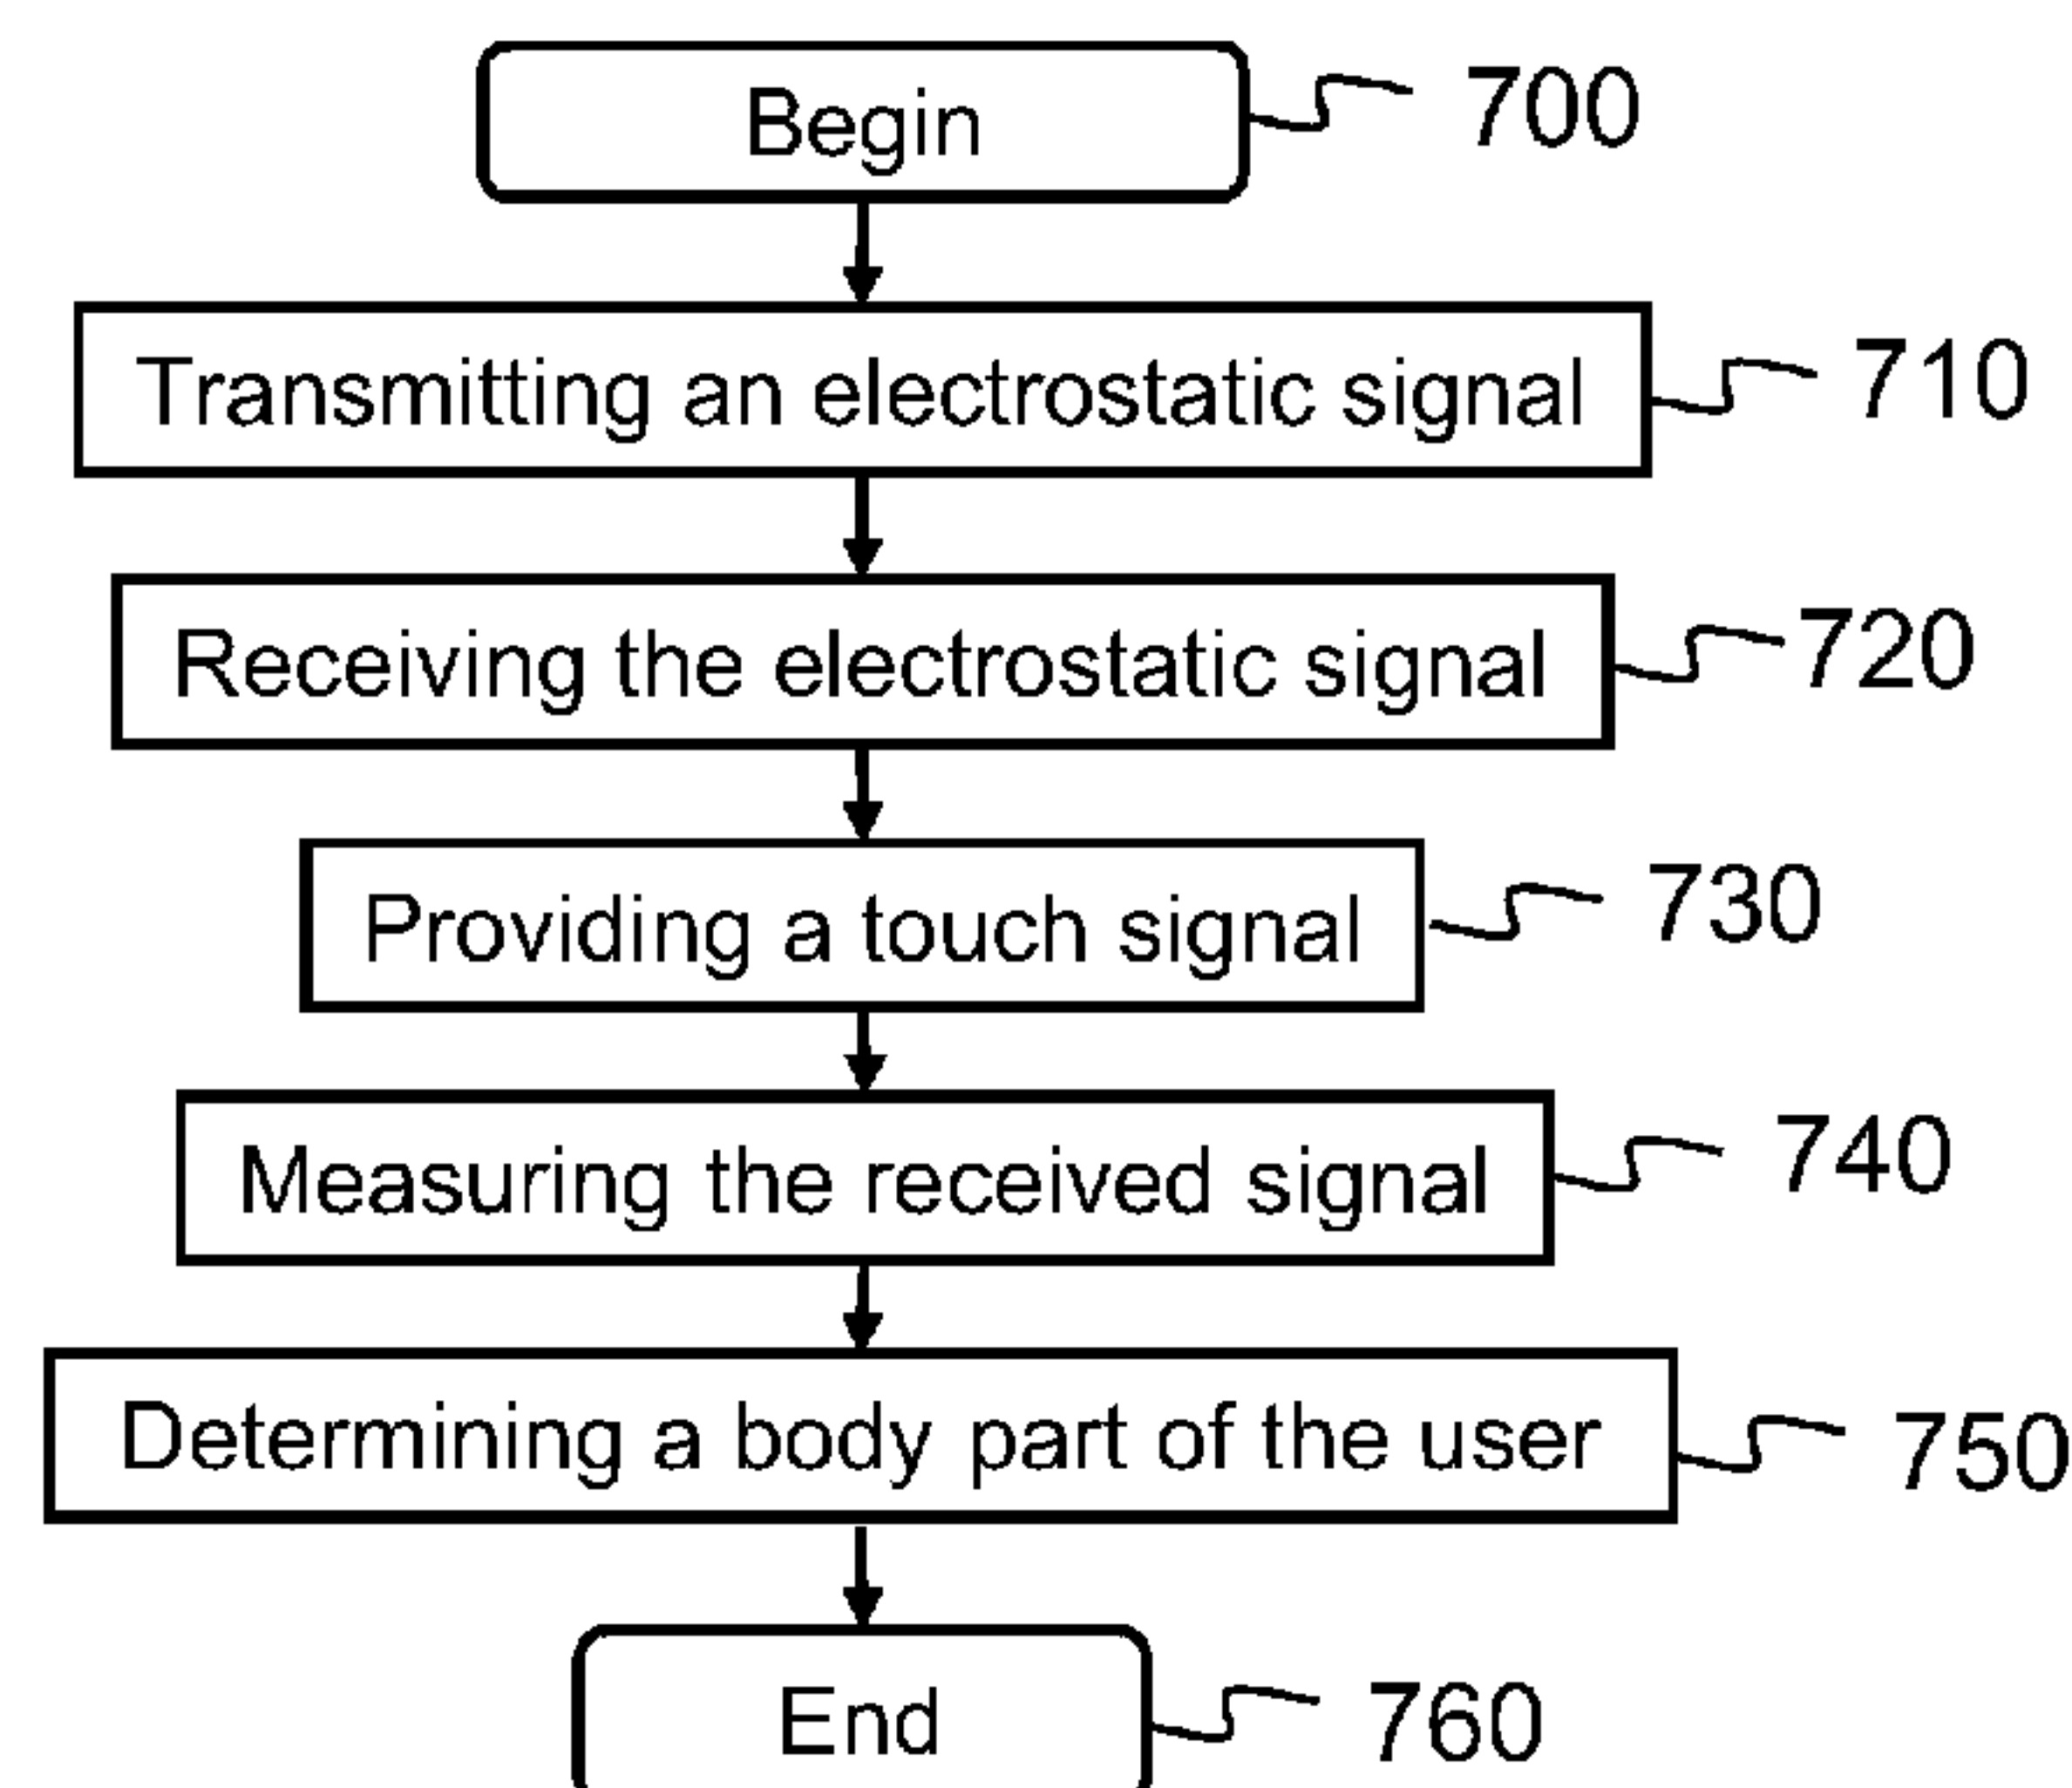 Begin 700
Transmitting an electrostatic signal 710
Receiving the electrostatic signal 720
Providing a touch signal 730
Measuring the received signal 740
Determining a body part of the user 750
End 760